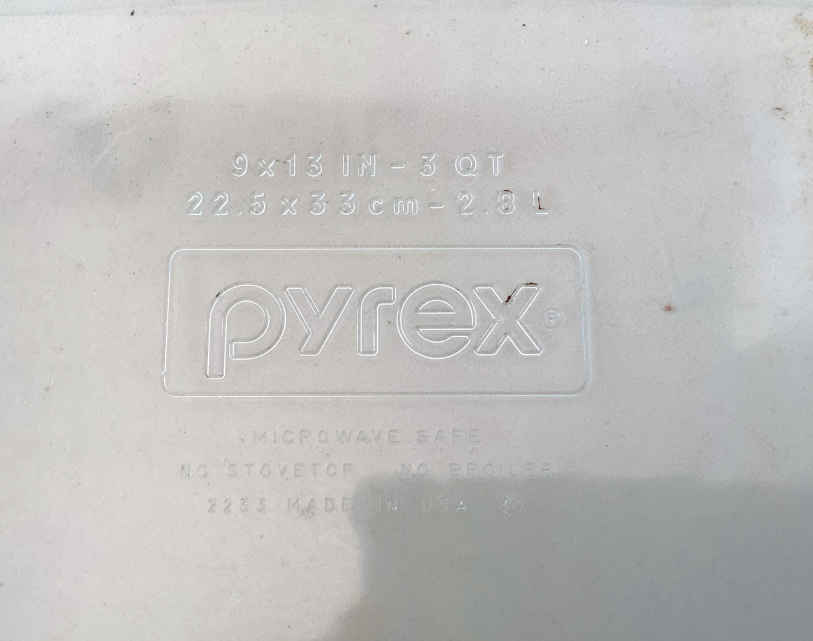 9x13 IN - 3 QT
22.5x33cm - 2.8 L
pyrex®
MICROWAVE SAFE
NO STOVETOP NO BROILER
2233 MADE IN USA